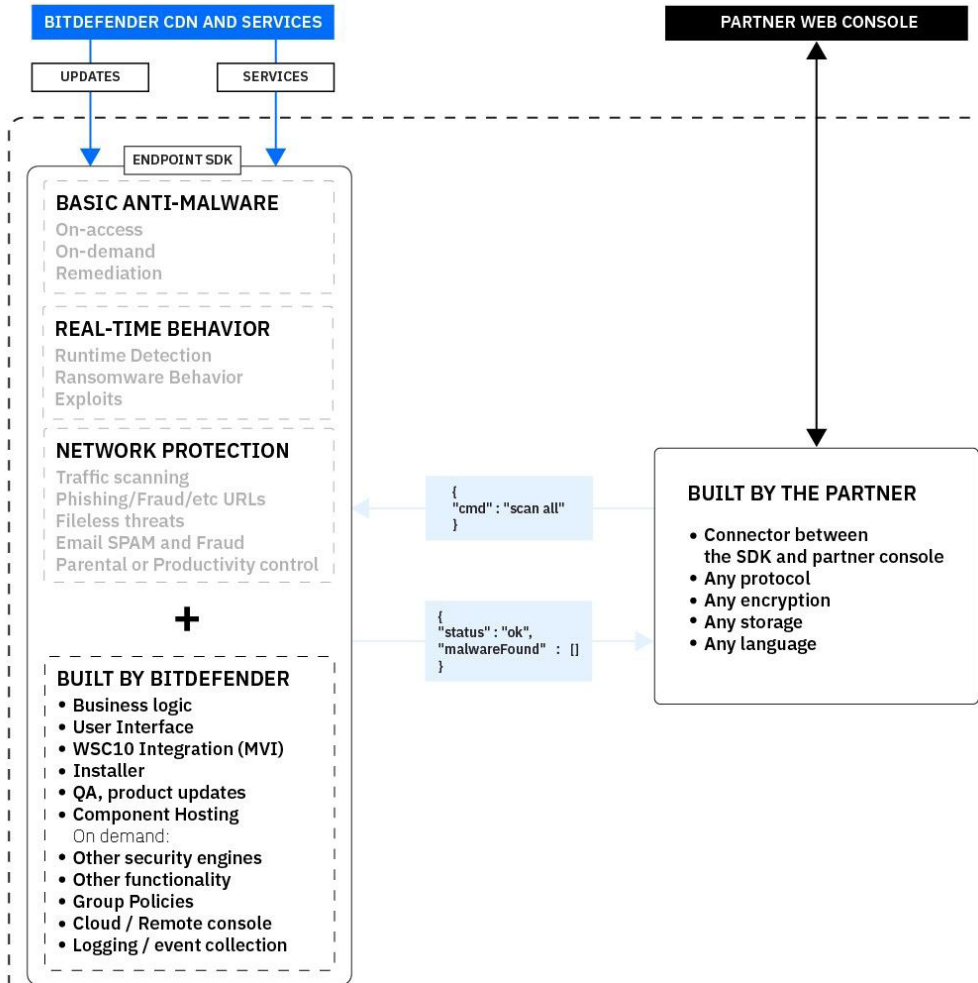 BITDEFENDER CDN AND SERVICES
PARTNER WEB CONSOLE
UPDATES
SERVICES
ENDPOINT SDK
BASIC ANTI-MALWARE
On-access
On-demand
Remediation
REAL-TIME BEHAVIOR
Runtime Detection
Ransomware Behavior
Exploits
NETWORK PROTECTION
Traffic scanning
Phishing/Fraud/etc URLs
Fileless threats
Email SPAM and Fraud
Parental or Productivity control
+
BUILT BY BITDEFENDER
• Business logic
• User Interface
• WSC10 Integration (MVI)
• Installer
• QA, product updates
• Component Hosting
On demand:
• Other security engines
• Other functionality
• Group Policies
• Cloud / Remote console
• Logging / event collection
{
"cmd" : "scan all"
}
{
"status" : "ok",
"malwareFound" : []
}
BUILT BY THE PARTNER
• Connector between
the SDK and partner console
• Any protocol
• Any encryption
• Any storage
• Any language